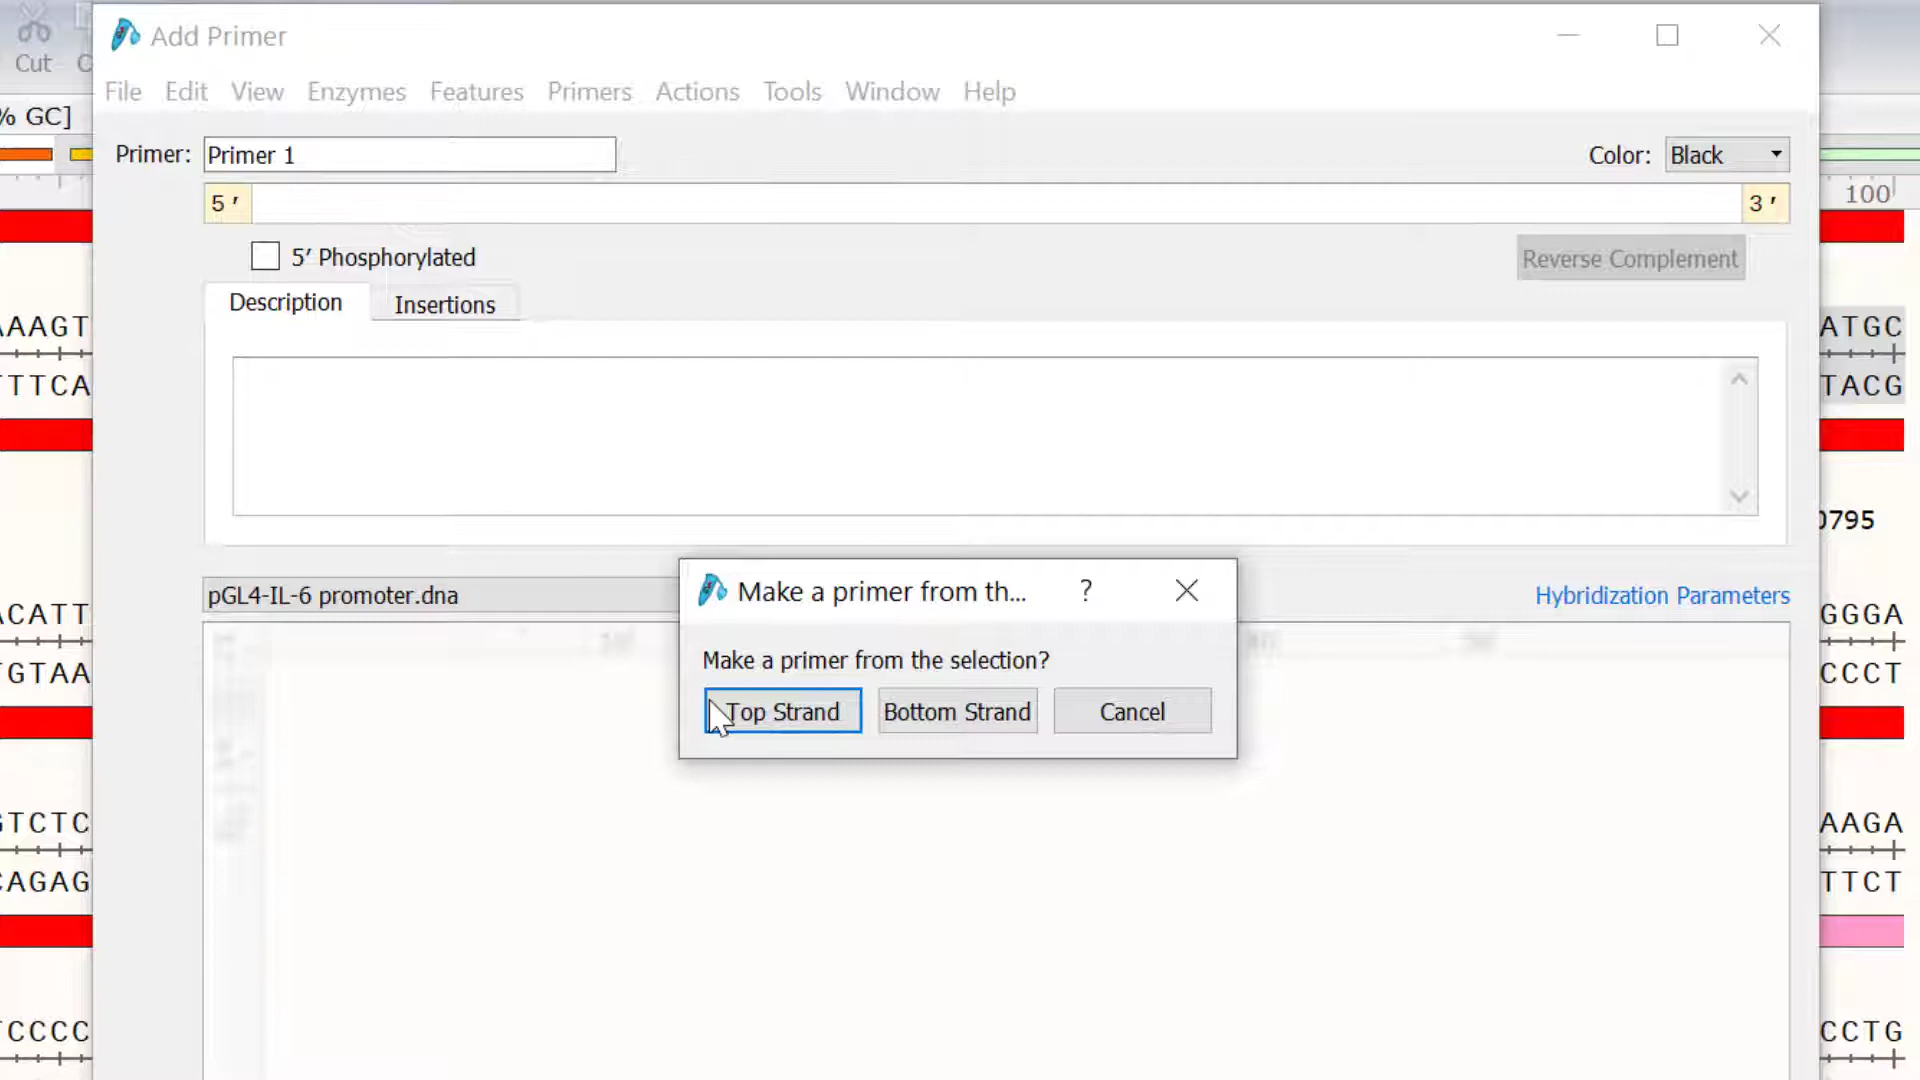 Add Primer
Cut
File Edit View Enzymes Features Primers Actions Tools Window Help
% GC]
Primer: Primer 1 Color: Black
5 ′ 3 ′
100
5′ Phosphorylated Reverse Complement
Description Insertions
AAGT ATGC
TTCA TACG
0795
Make a primer from th... ?
pGL4-IL-6 promoter.dna Hybridization Parameters
CATT GGGA
Make a primer from the selection?
GTAA CCCT
Top Strand Bottom Strand Cancel
TCTC AAGA
AGAG TTCT
CCCC CCTG